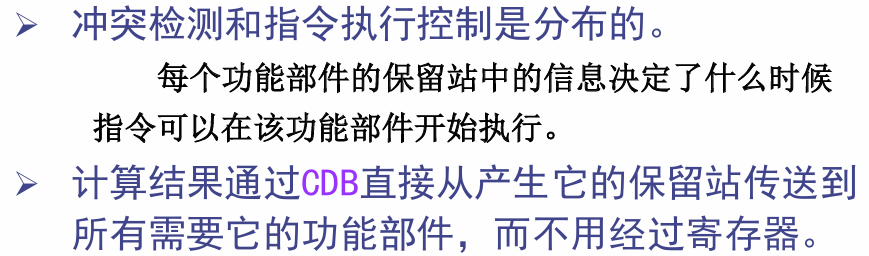 ➢ 冲突检测和指令执行控制是分布的。
每个功能部件的保留站中的信息决定了什么时候
指令可以在该功能部件开始执行。
➢ 计算结果通过CDB直接从产生它的保留站传送到
所有需要它的功能部件，而不用经过寄存器。